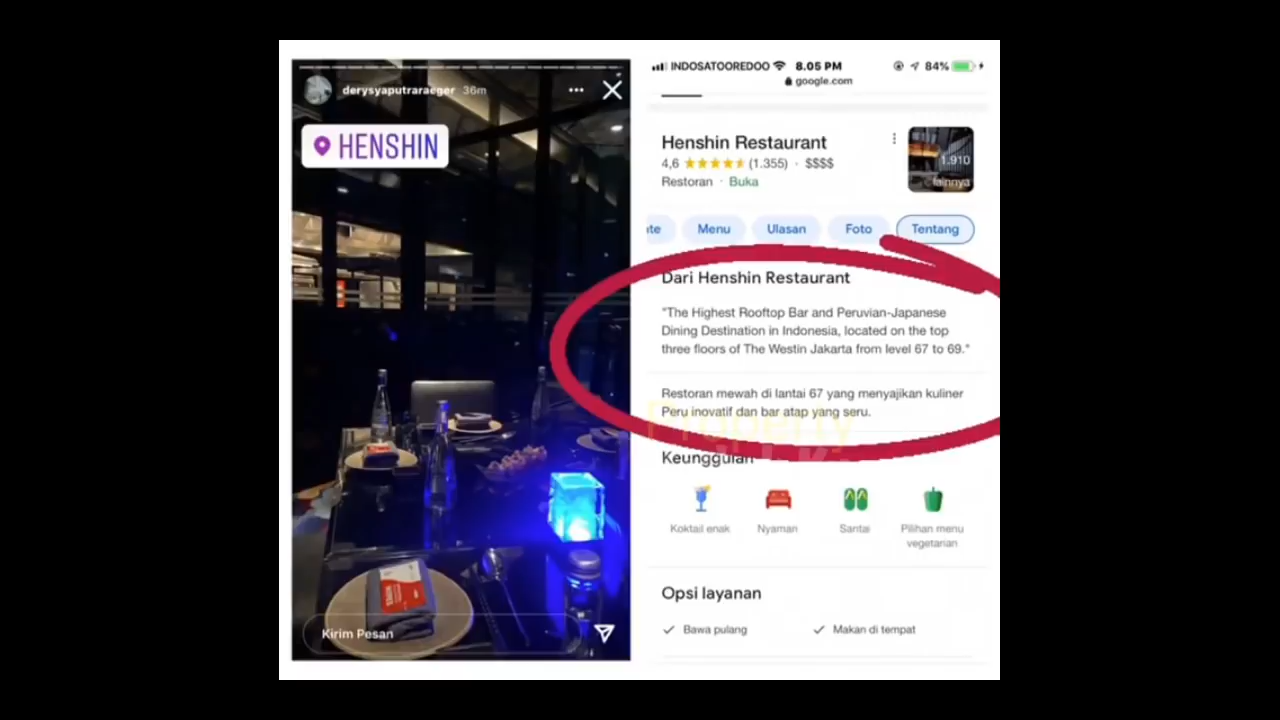 derysyaputraraeger 36m
HENSHIN
Kirim Pesan
INDOSATOOREDOO 8.05 PM 84%
google.com
Henshin Restaurant
4,6 (1.355) · $$$$
Restoran · Buka
1.910
lainnya
te Menu Ulasan Foto Tentang
Dari Henshin Restaurant
"The Highest Rooftop Bar and Peruvian-Japanese
Dining Destination in Indonesia, located on the top
three floors of The Westin Jakarta from level 67 to 69."
Restoran mewah di lantai 67 yang menyajikan kuliner
Peru inovatif dan bar atap yang seru.
Property
Keunggulan
Koktail enak Nyaman Santai Pilihan menu
vegetarian
Opsi layanan
Bawa pulang Makan di tempat